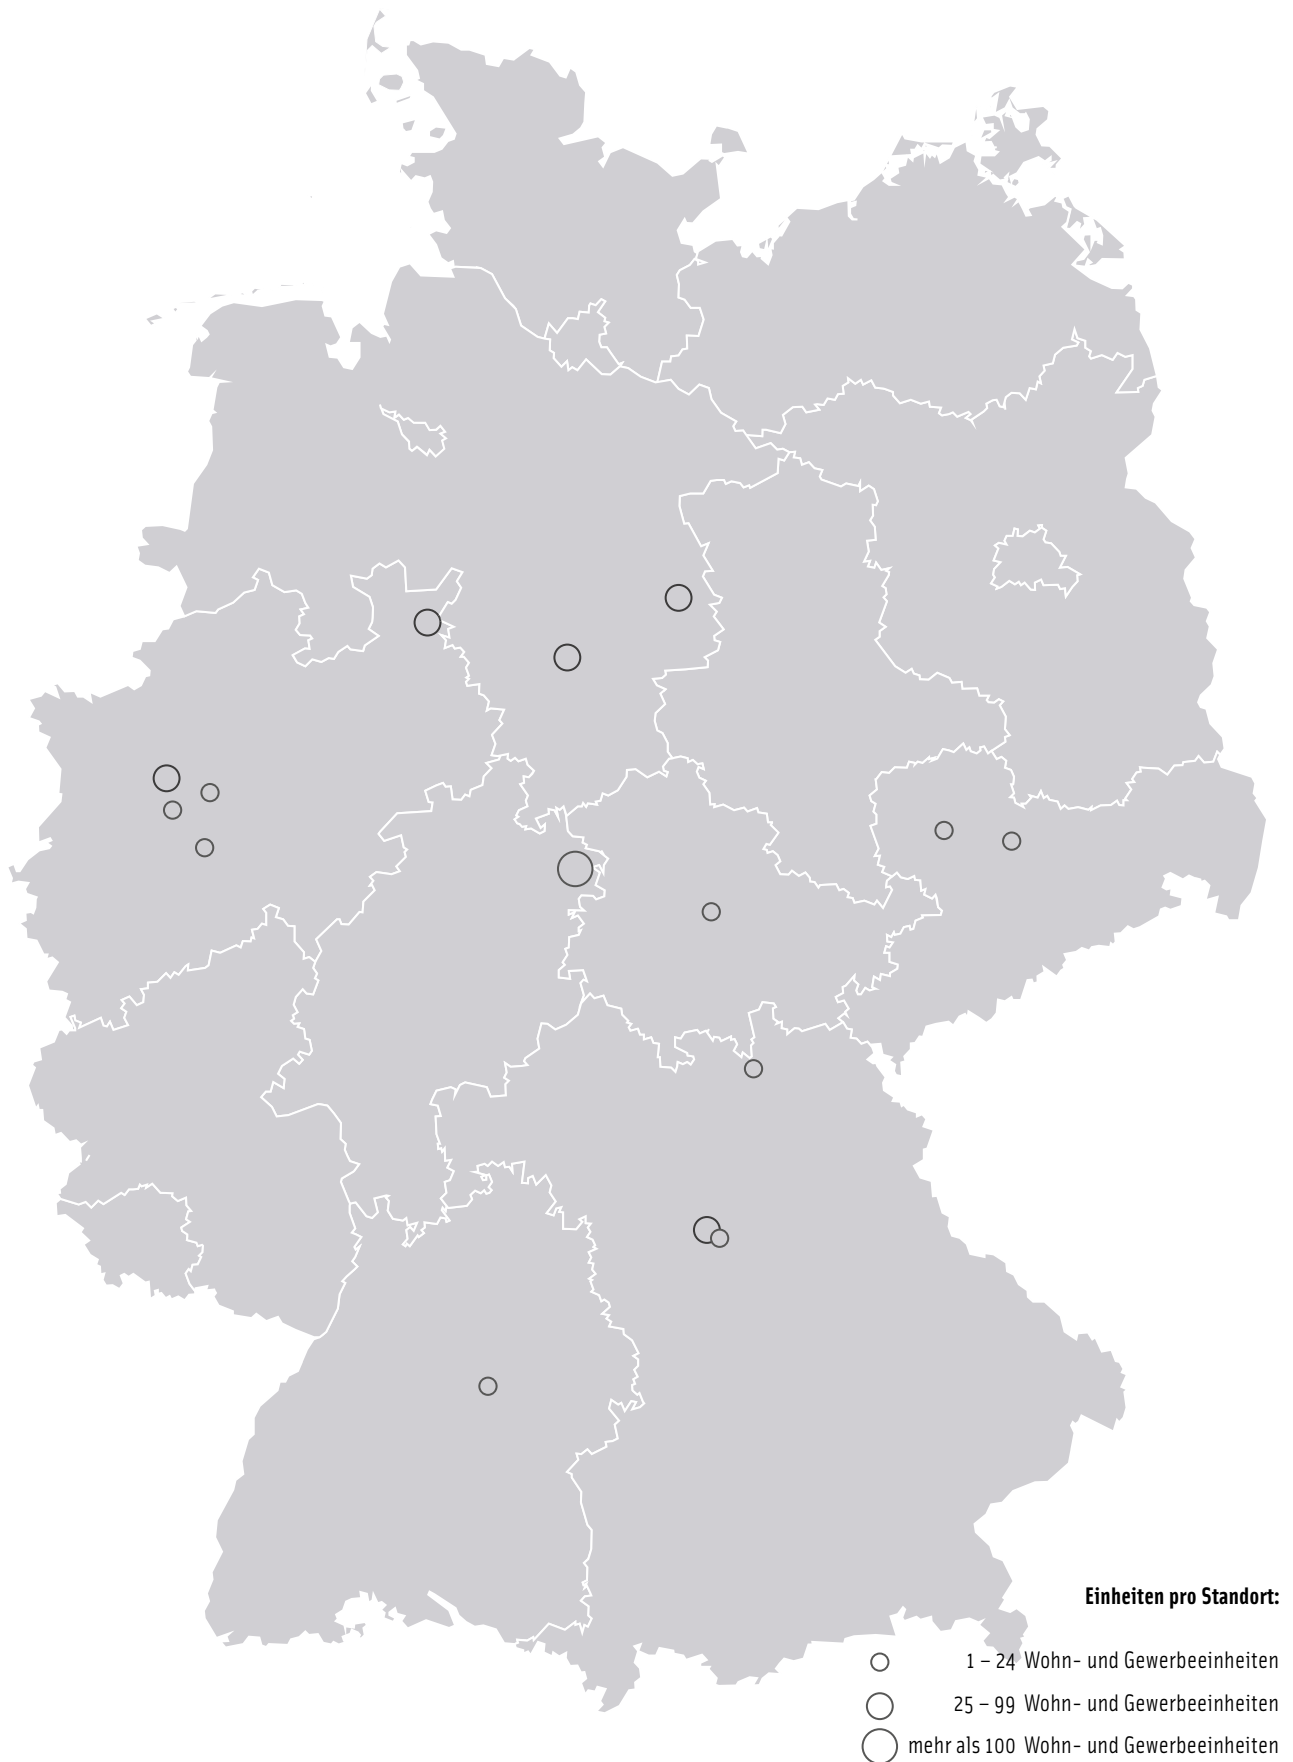 Einheiten pro Standort:
1 – 24 Wohn- und Gewerbeeinheiten
25 – 99 Wohn- und Gewerbeeinheiten
mehr als 100 Wohn- und Gewerbeeinheiten